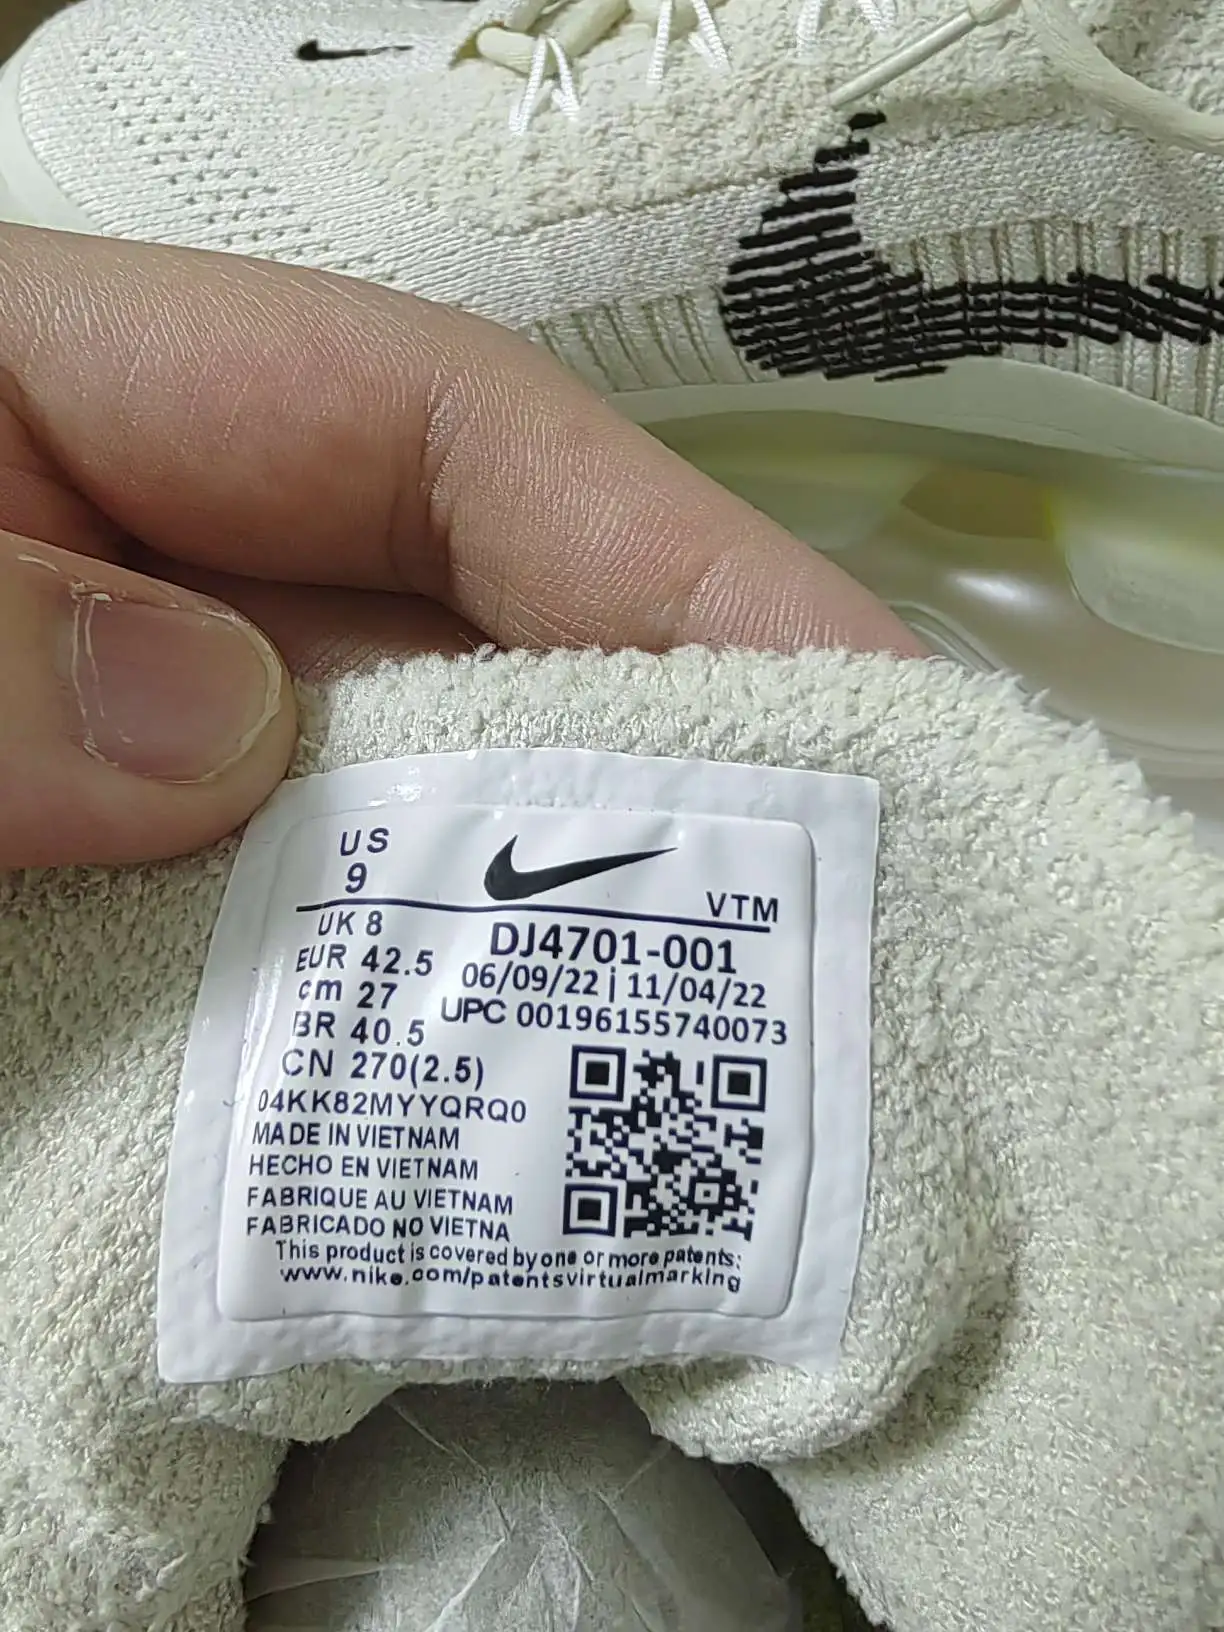 US
9
VTM
UK 8
DJ4701-001
EUR 42.5
06/09/22 | 11/04/22
cm 27
UPC 00196155740073
BR 40.5
CN 270(2.5)
04KK82MYYQRQ0
MADE IN VIETNAM
HECHO EN VIETNAM
FABRIQUE AU VIETNAM
FABRICADO NO VIETNA
This product is covered by one or more patents:
www.nike.com/patentsvirtualmarking